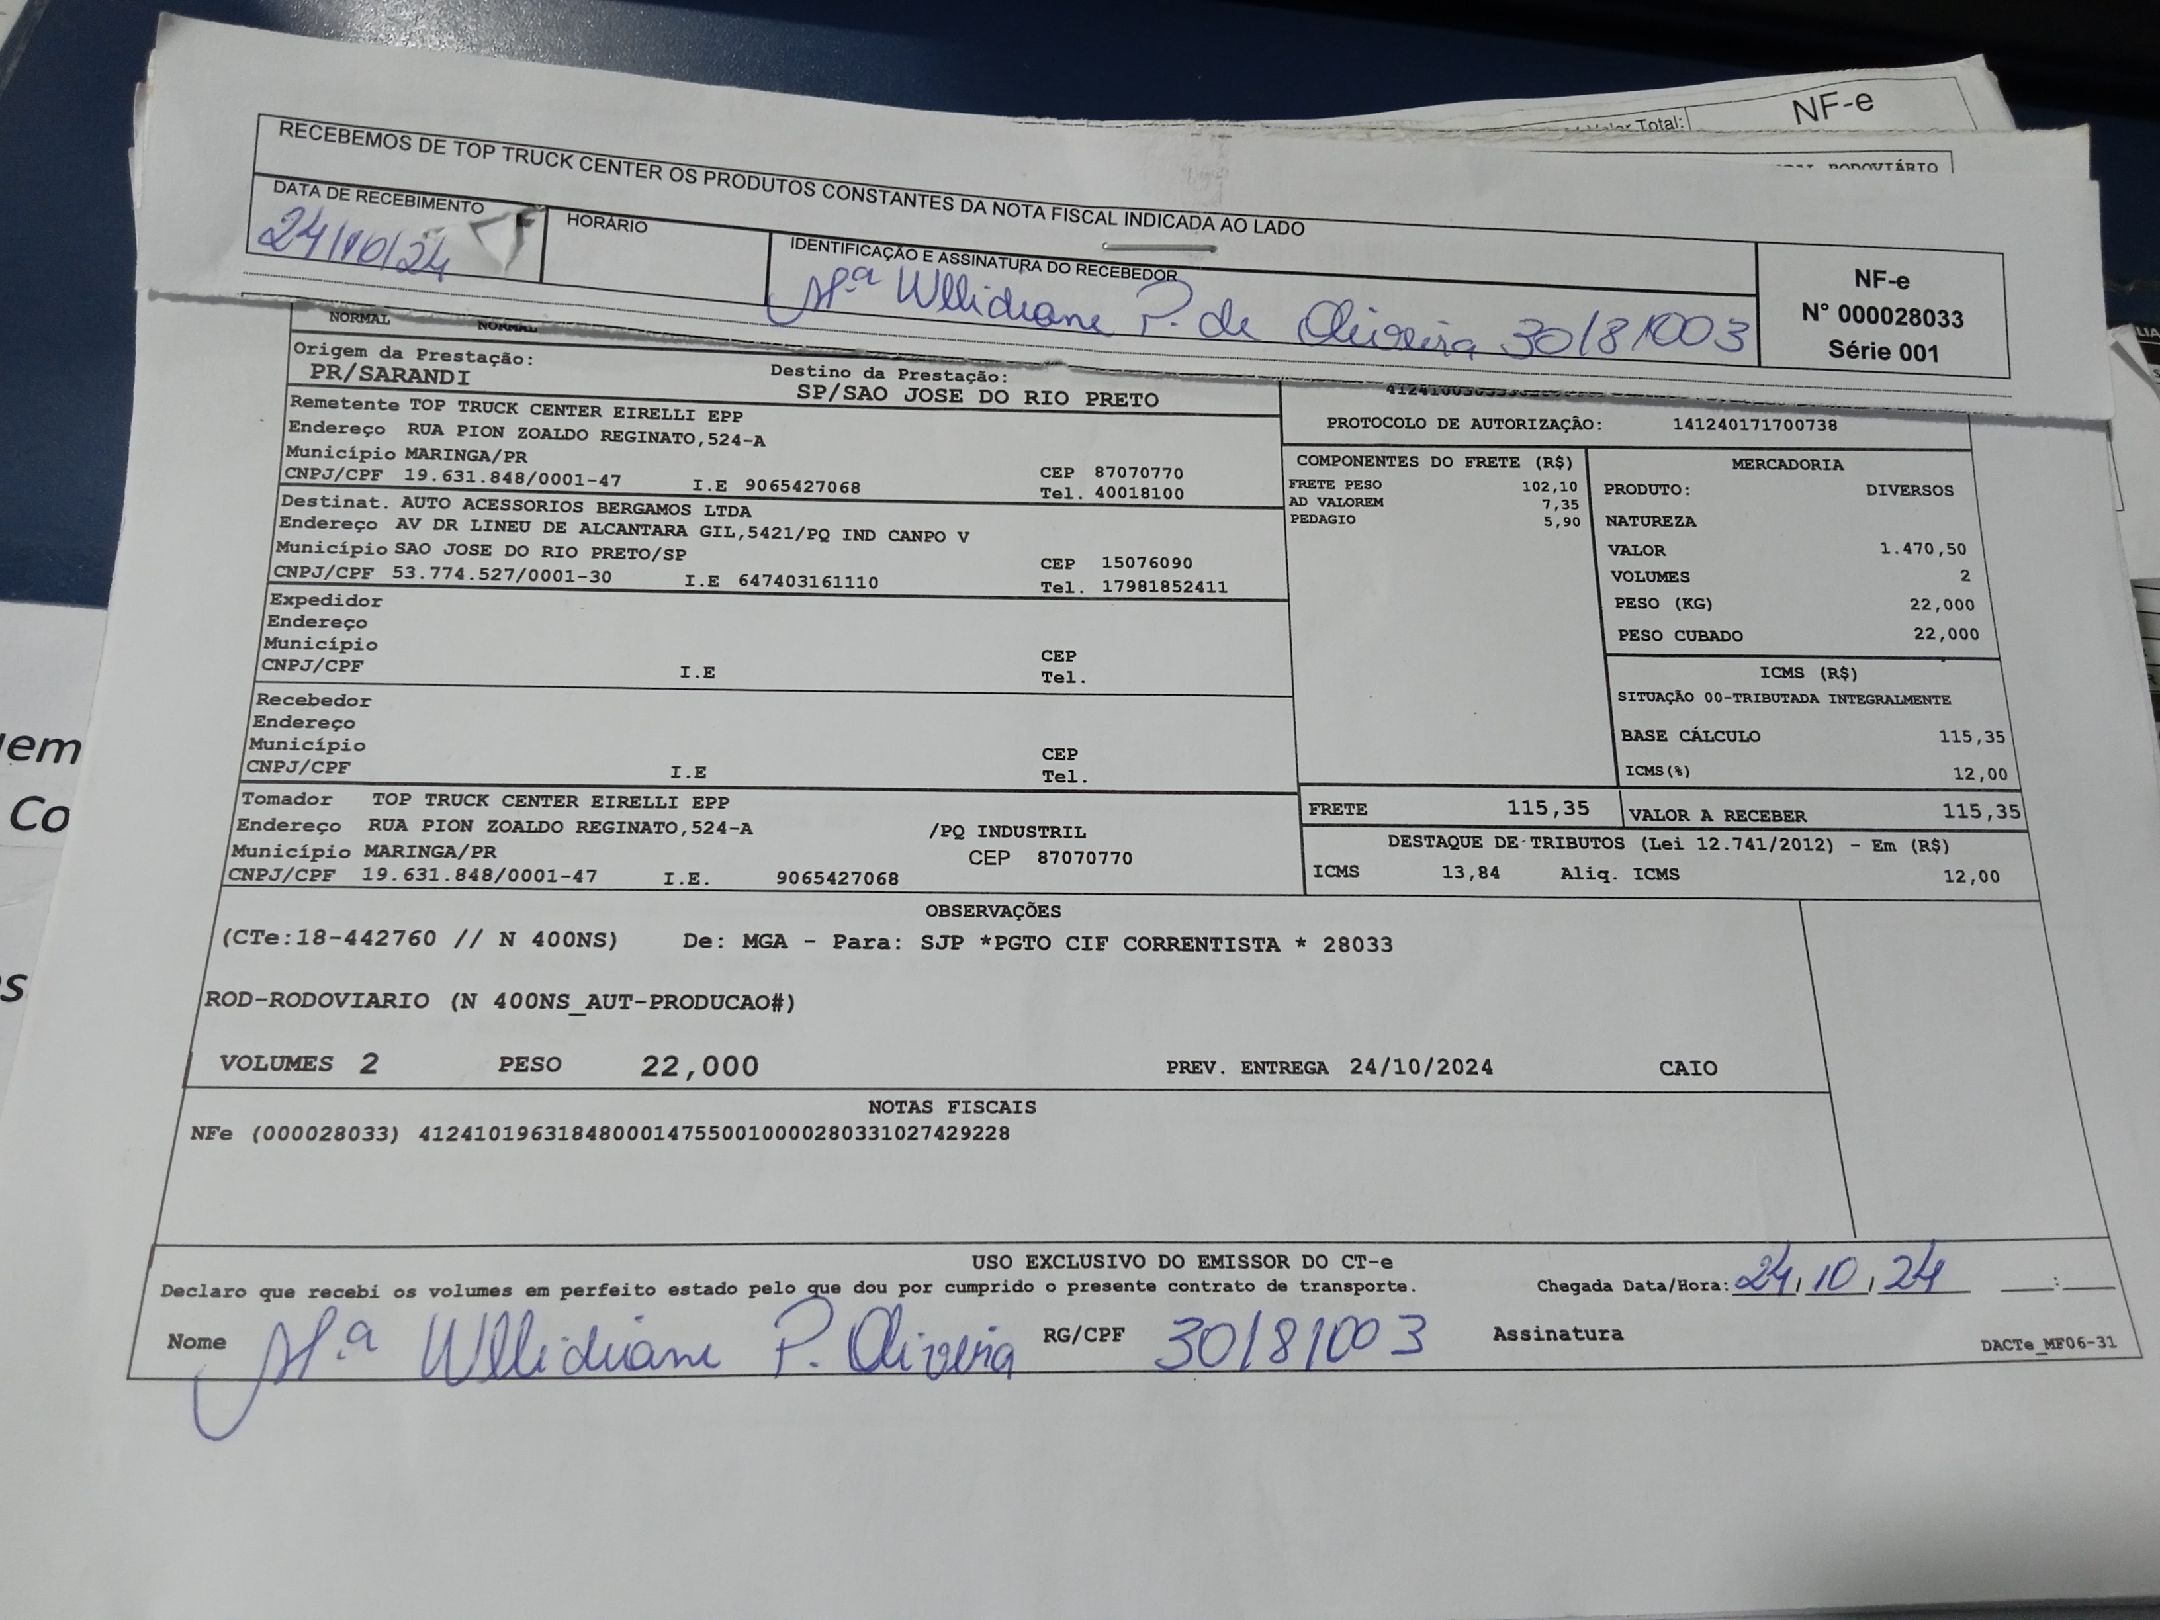 NF-e
Valor Total:
RODOVIÁRIO
RECEBEMOS DE TOP TRUCK CENTER OS PRODUTOS CONSTANTES DA NOTA FISCAL INDICADA AO LADO
DATA DE RECEBIMENTO HORÁRIO IDENTIFICAÇÃO E ASSINATURA DO RECEBEDOR
24/10/24 Mª Wllidiane P. de Oliveira 30181003
NF-e
N° 000028033
Série 001
NORMAL NORMAL
Origem da Prestação: Destino da Prestação:
PR/SARANDI SP/SAO JOSE DO RIO PRETO
Remetente TOP TRUCK CENTER EIRELLI EPP
Endereço RUA PION ZOALDO REGINATO,524-A
Município MARINGA/PR CEP 87070770
CNPJ/CPF 19.631.848/0001-47 I.E 9065427068 Tel. 40018100
Destinat. AUTO ACESSORIOS BERGAMOS LTDA
Endereço AV DR LINEU DE ALCANTARA GIL,5421/PQ IND CANPO V
Município SAO JOSE DO RIO PRETO/SP CEP 15076090
CNPJ/CPF 53.774.527/0001-30 I.E 647403161110 Tel. 17981852411
Expedidor
Endereço
Município CEP
CNPJ/CPF I.E Tel.
Recebedor
Endereço
Município CEP
CNPJ/CPF I.E Tel.
Tomador TOP TRUCK CENTER EIRELLI EPP
Endereço RUA PION ZOALDO REGINATO,524-A /PQ INDUSTRIL
Município MARINGA/PR CEP 87070770
CNPJ/CPF 19.631.848/0001-47 I.E. 9065427068
PROTOCOLO DE AUTORIZAÇÃO: 141240171700738
COMPONENTES DO FRETE (R$)
FRETE PESO 102,10
AD VALOREM 7,35
PEDAGIO 5,90
MERCADORIA
PRODUTO: DIVERSOS
NATUREZA
VALOR 1.470,50
VOLUMES 2
PESO (KG) 22,000
PESO CUBADO 22,000
ICMS (R$)
SITUAÇÃO 00-TRIBUTADA INTEGRALMENTE
BASE CÁLCULO 115,35
ICMS(%) 12,00
FRETE 115,35 VALOR A RECEBER 115,35
DESTAQUE DE TRIBUTOS (Lei 12.741/2012) - Em (R$)
ICMS 13,84 Aliq. ICMS 12,00
OBSERVAÇÕES
(CTe:18-442760 // N 400NS) De: MGA - Para: SJP *PGTO CIF CORRENTISTA * 28033
ROD-RODOVIARIO (N 400NS_AUT-PRODUCAO#)
VOLUMES 2 PESO 22,000 PREV. ENTREGA 24/10/2024 CAIO
NOTAS FISCAIS
NFe (000028033) 41241019631848000147550010000280331027429228
USO EXCLUSIVO DO EMISSOR DO CT-e
Declaro que recebi os volumes em perfeito estado pelo que dou por cumprido o presente contrato de transporte. Chegada Data/Hora: 24/10/24 __:__
Nome Mª Wllidiane P. Oliveira RG/CPF 30181003 Assinatura
DACTe_MF06-31
em
Co
s